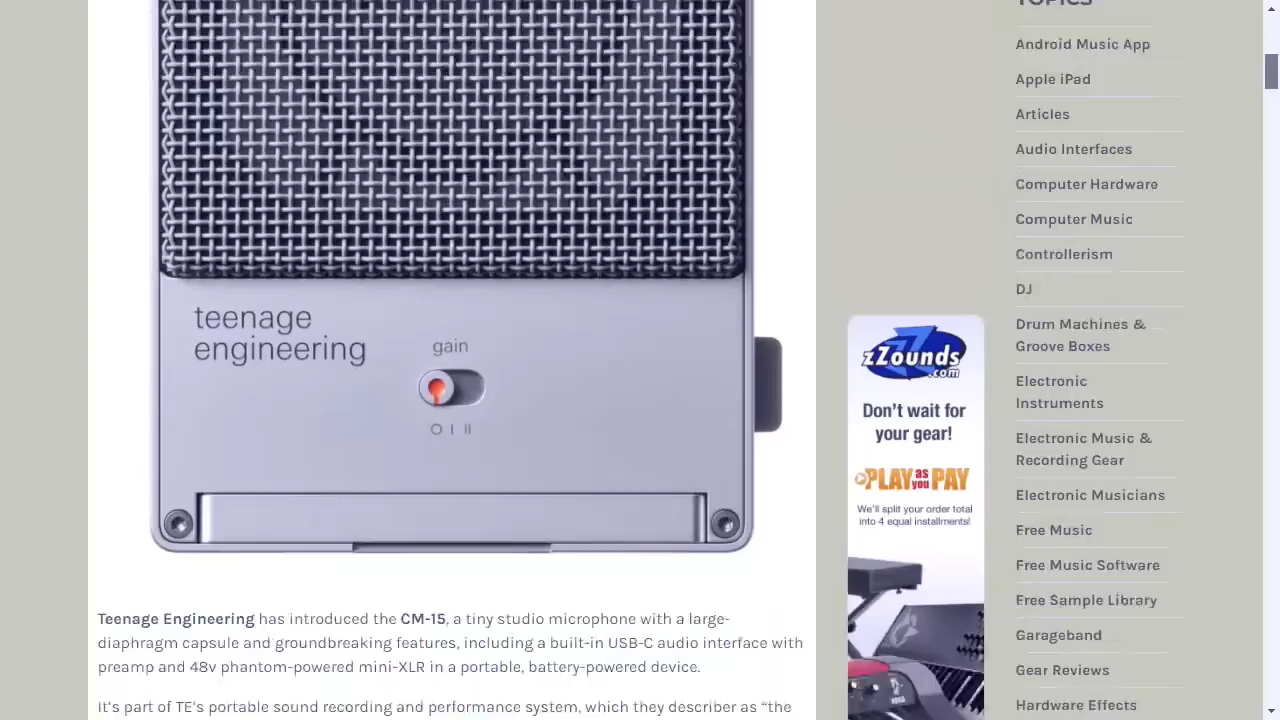 TOPICS
Android Music App
Apple iPad
Articles
Audio Interfaces
Computer Hardware
Computer Music
Controllerism
DJ
Drum Machines &
Groove Boxes
Electronic
Instruments
Electronic Music &
Recording Gear
Electronic Musicians
Free Music
Free Music Software
Free Sample Library
Garageband
Gear Reviews
Hardware Effects
teenage
engineering
gain
O I II
zZounds
.com
Don't wait for
your gear!
PLAY as you PAY
We'll split your order total
into 4 equal installments!
Teenage Engineering has introduced the CM-15, a tiny studio microphone with a large-
diaphragm capsule and groundbreaking features, including a built-in USB-C audio interface with
preamp and 48v phantom-powered mini-XLR in a portable, battery-powered device.
It's part of TE's portable sound recording and performance system, which they describer as “the